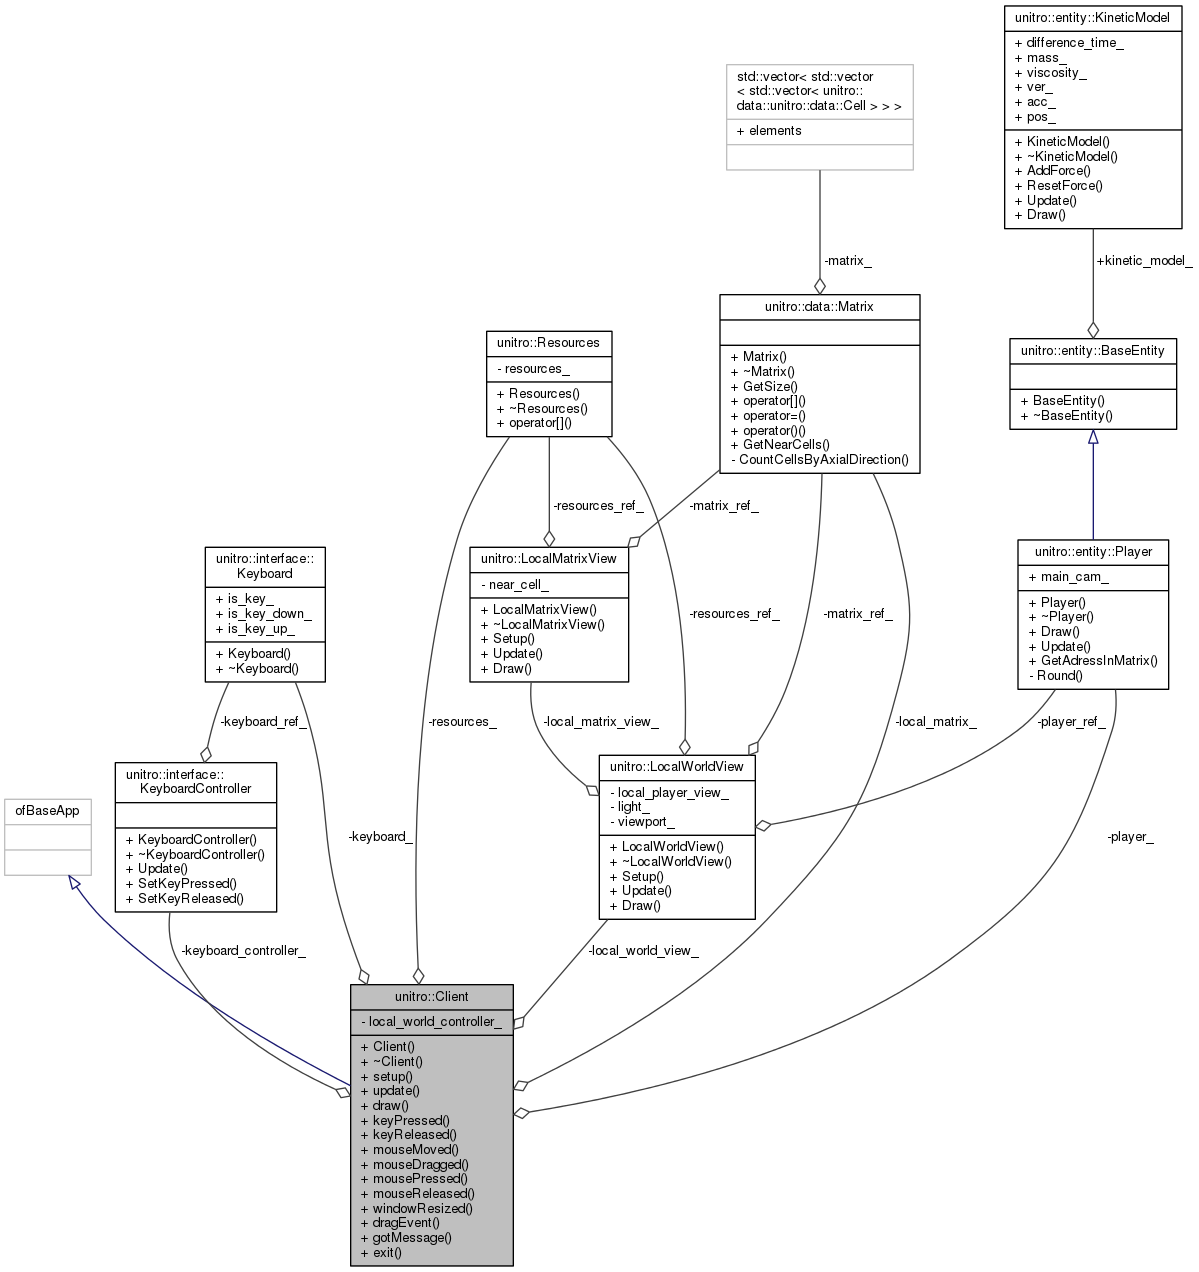 unitro::entity::KineticModel
+ difference_time_
+ mass_
+ viscosity_
+ ver_
+ acc_
+ pos_
+ KineticModel()
+ ~KineticModel()
+ AddForce()
+ ResetForce()
+ Update()
+ Draw()
std::vector< std::vector
< std::vector< unitro::
data::unitro::data::Cell > > >
+ elements
-matrix_
+kinetic_model_
unitro::data::Matrix
+ Matrix()
+ ~Matrix()
+ GetSize()
+ operator[]()
+ operator=()
+ operator()()
+ GetNearCells()
- CountCellsByAxialDirection()
unitro::Resources
- resources_
+ Resources()
+ ~Resources()
+ operator[]()
unitro::entity::BaseEntity
+ BaseEntity()
+ ~BaseEntity()
-resources_ref_
-matrix_ref_
unitro::interface::
Keyboard
+ is_key_
+ is_key_down_
+ is_key_up_
+ Keyboard()
+ ~Keyboard()
unitro::LocalMatrixView
- near_cell_
+ LocalMatrixView()
+ ~LocalMatrixView()
+ Setup()
+ Update()
+ Draw()
-resources_ref_
-matrix_ref_
unitro::entity::Player
+ main_cam_
+ Player()
+ ~Player()
+ Draw()
+ Update()
+ GetAdressInMatrix()
- Round()
-keyboard_ref_
-resources_
-local_matrix_view_
-local_matrix_
-player_ref_
unitro::interface::
KeyboardController
+ KeyboardController()
+ ~KeyboardController()
+ Update()
+ SetKeyPressed()
+ SetKeyReleased()
unitro::LocalWorldView
- local_player_view_
- light_
- viewport_
+ LocalWorldView()
+ ~LocalWorldView()
+ Setup()
+ Update()
+ Draw()
ofBaseApp
-keyboard_
-player_
-keyboard_controller_
-local_world_view_
unitro::Client
- local_world_controller_
+ Client()
+ ~Client()
+ setup()
+ update()
+ draw()
+ keyPressed()
+ keyReleased()
+ mouseMoved()
+ mouseDragged()
+ mousePressed()
+ mouseReleased()
+ windowResized()
+ dragEvent()
+ gotMessage()
+ exit()